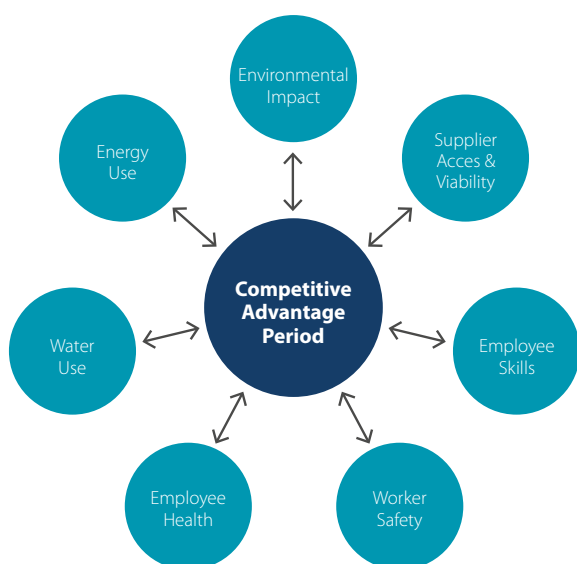 Environmental
Impact
Energy
Use
Supplier
Acces &
Viability
Competitive
Advantage
Period
Water
Use
Employee
Skills
Employee
Health
Worker
Safety